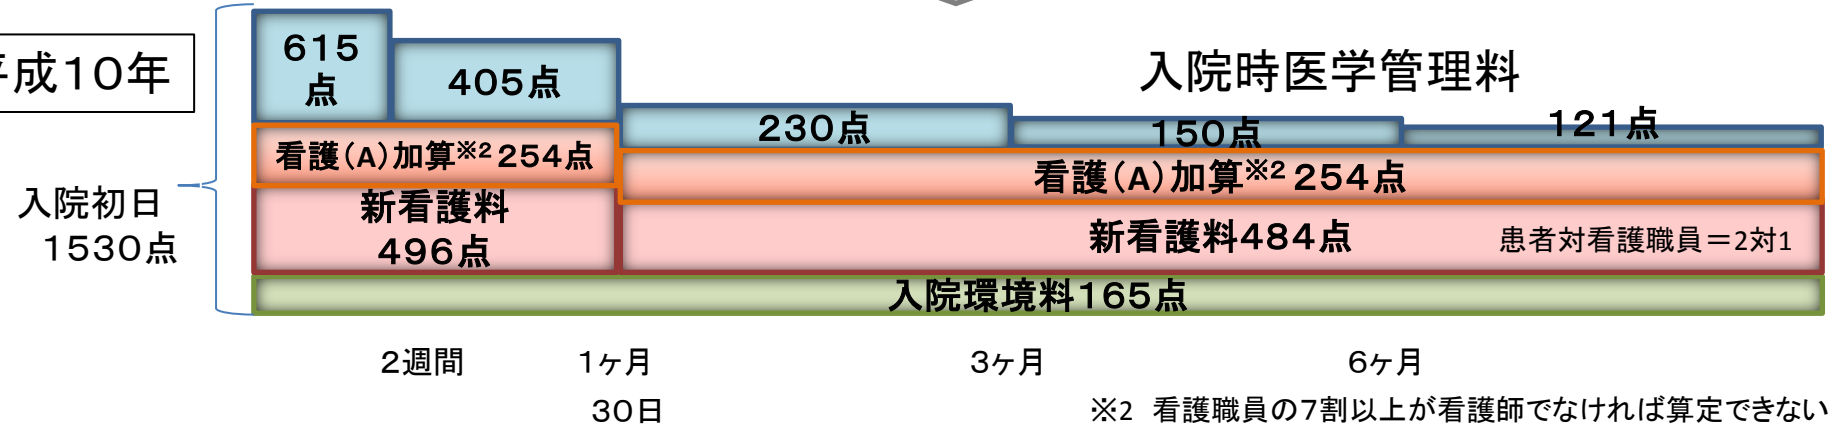 平成10年
615
点
405点
入院時医学管理料
230点
150点
121点
看護(A)加算※2 254点
看護(A)加算※2 254点
入院初日
1530点
新看護料
496点
新看護料484点
患者対看護職員＝2対1
入院環境料165点
2週間
1ヶ月
3ヶ月
6ヶ月
30日
※2 看護職員の7割以上が看護師でなければ算定できない